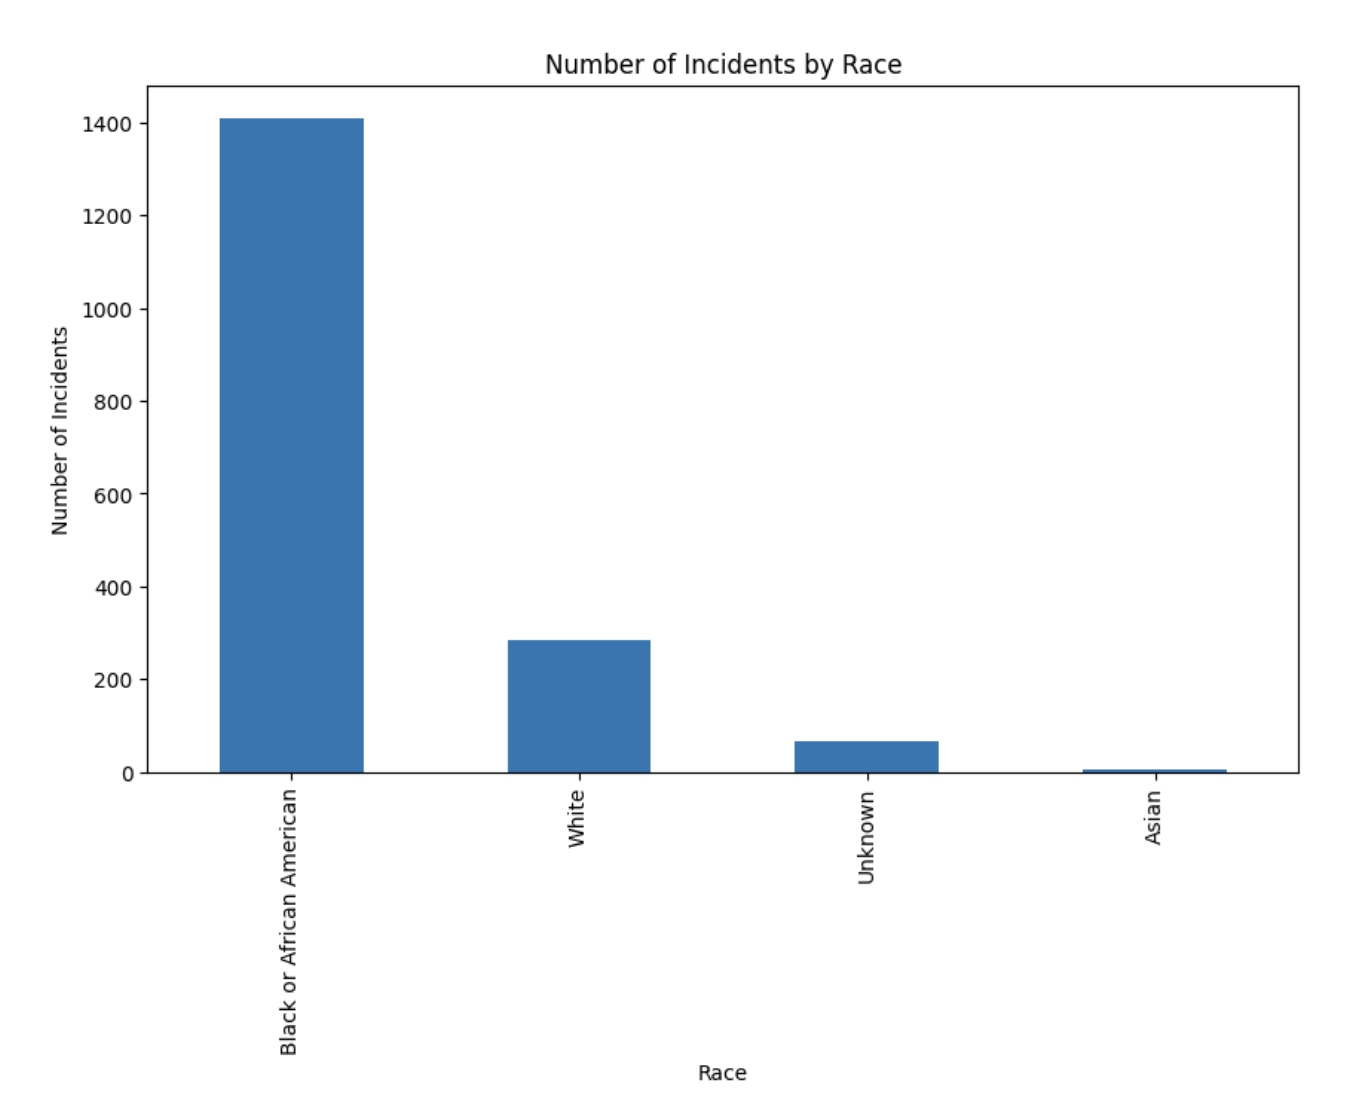 Number of Incidents by Race
Number of Incidents
1400
1200
1000
800
600
400
200
0
Black or African American
White
Unknown
Asian
Race